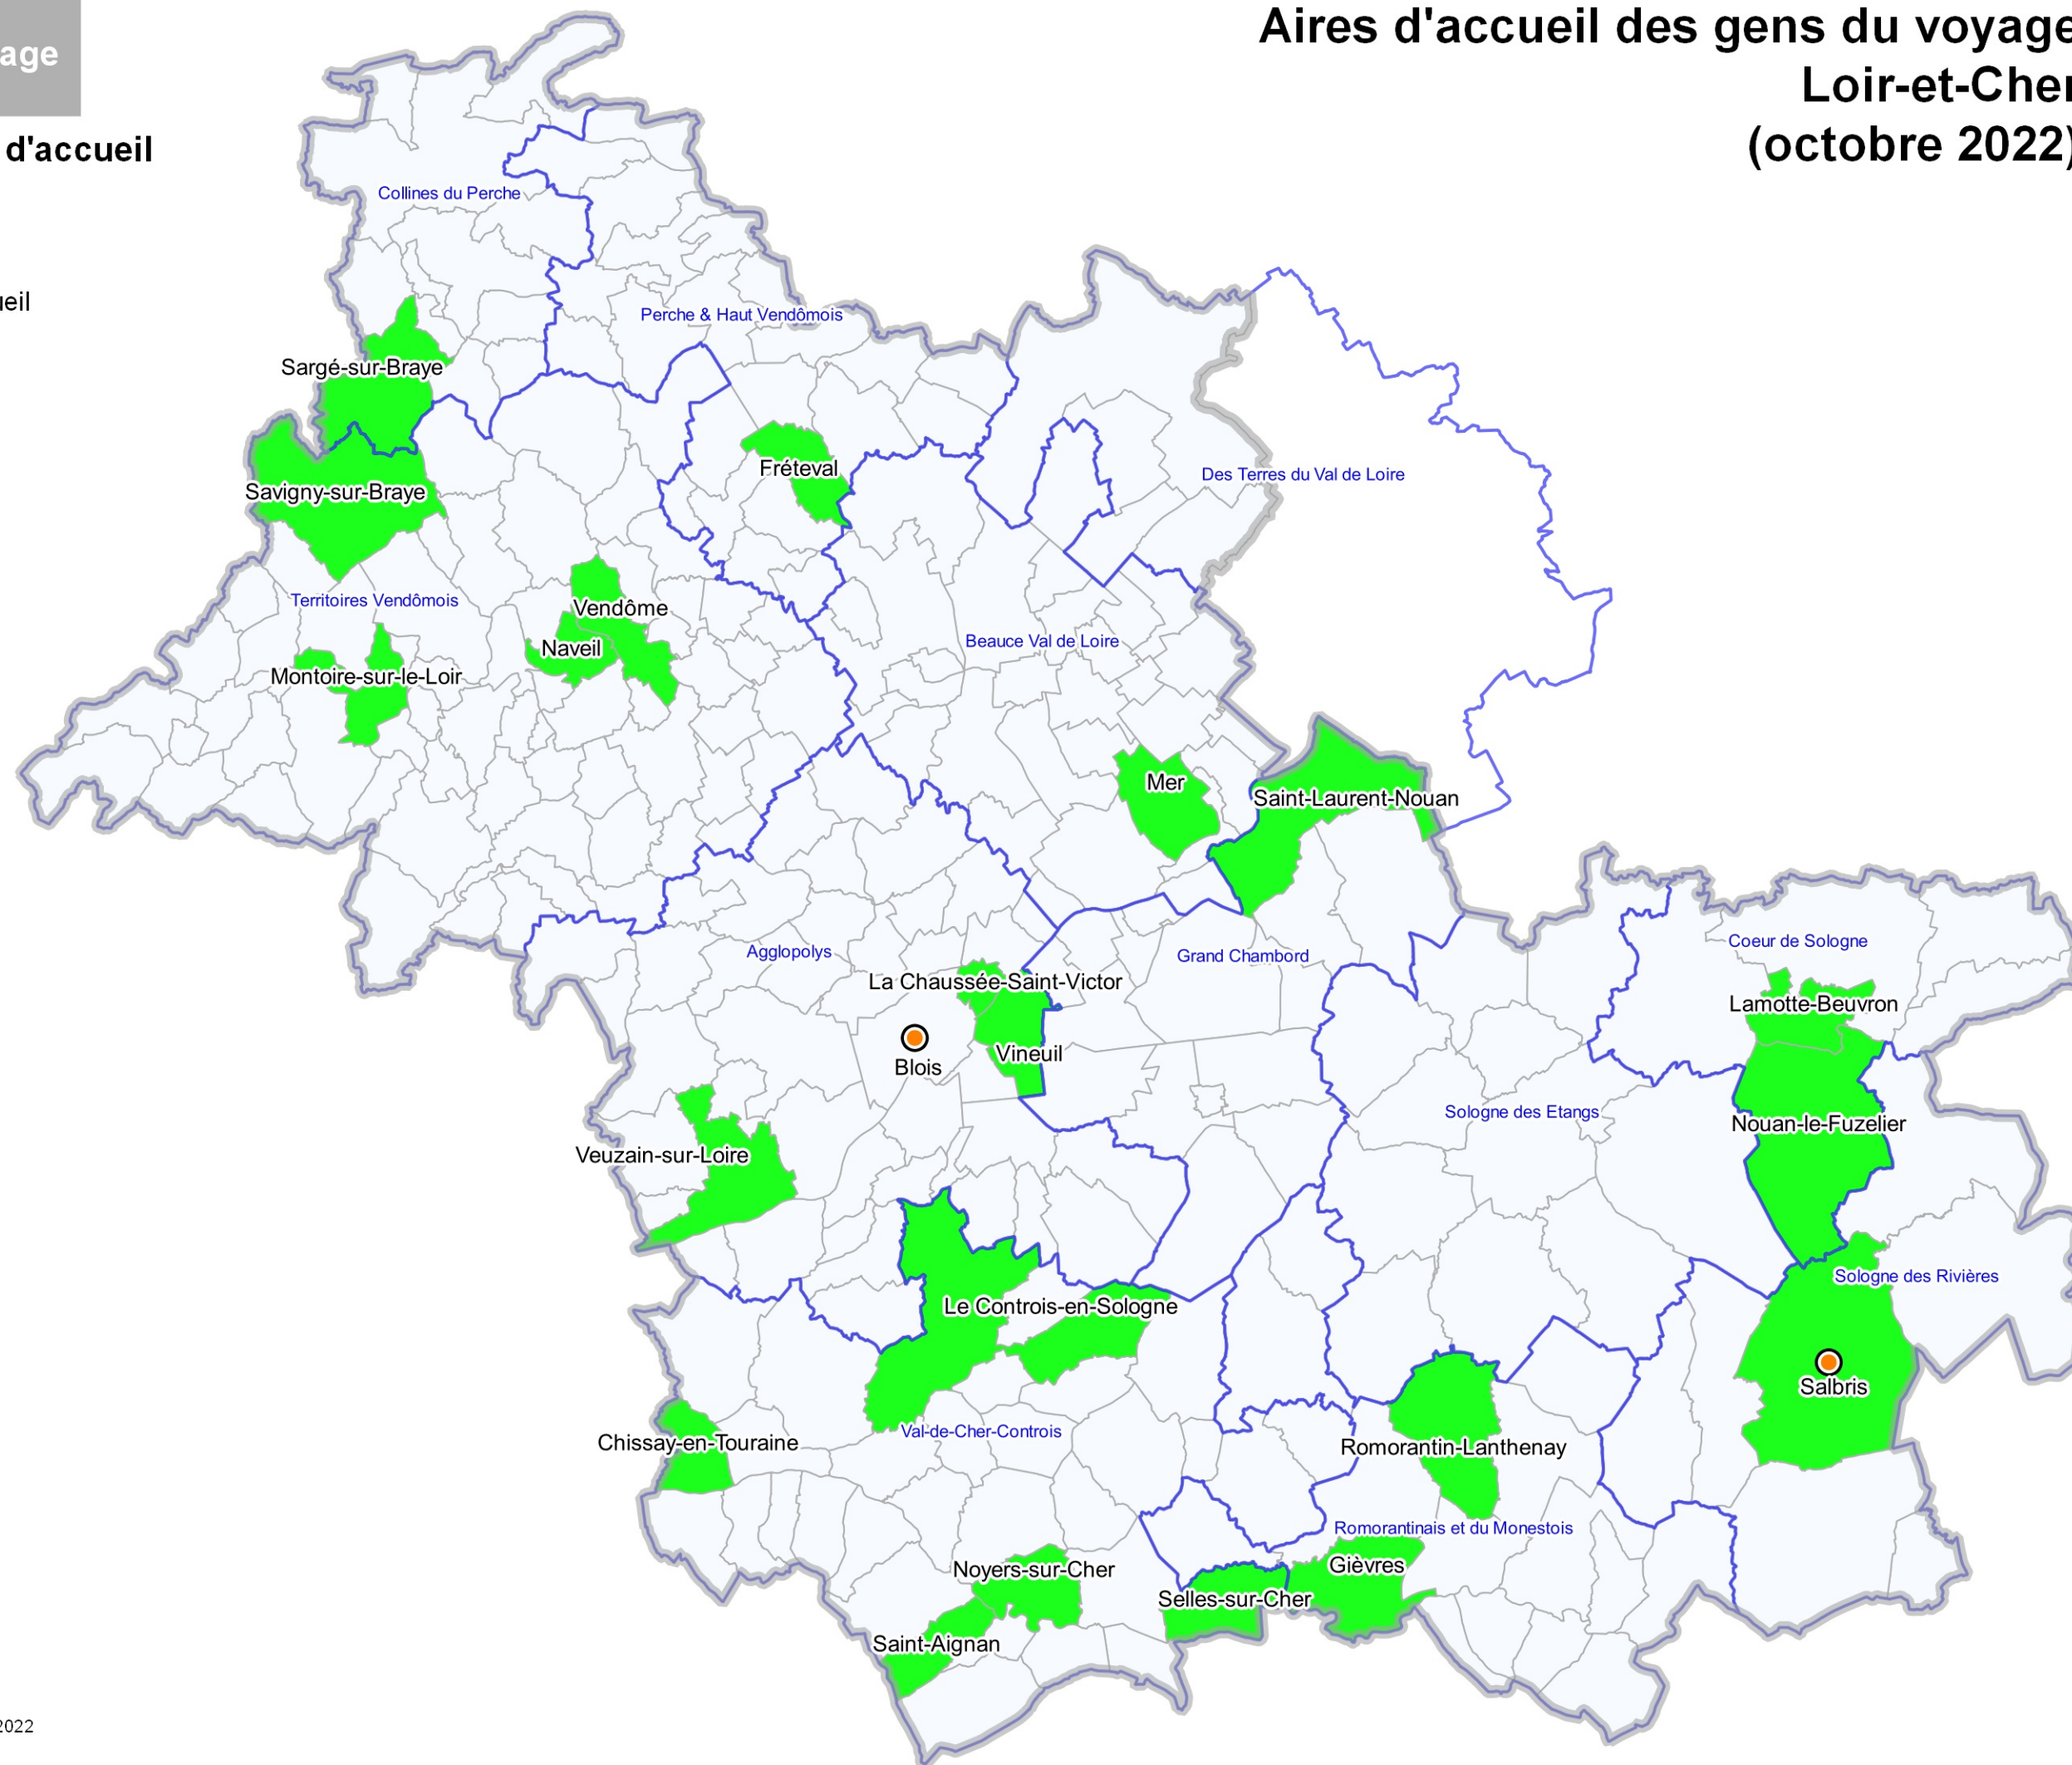 age
Aires d'accueil des gens du voyage
Loir-et-Cher
(octobre 2022)
d'accueil
Collines du Perche
ueil
Perche & Haut Vendômois
Sargé-sur-Braye
Fréteval
Des Terres du Val de Loire
Savigny-sur-Braye
Territoires Vendômois
Vendôme
Beauce Val de Loire
Naveil
Montoire-sur-le-Loir
Mer
Saint-Laurent-Nouan
Coeur de Sologne
Agglopolys
Grand Chambord
La Chaussée-Saint-Victor
Lamotte-Beuvron
Vineuil
Blois
Sologne des Etangs
Nouan-le-Fuzelier
Veuzain-sur-Loire
Sologne des Rivières
Le Controis-en-Sologne
Salbris
Val-de-Cher-Controis
Chissay-en-Touraine
Romorantin-Lanthenay
Romorantinais et du Monestois
Gièvres
Noyers-sur-Cher
Selles-sur-Cher
Saint-Aignan
2022